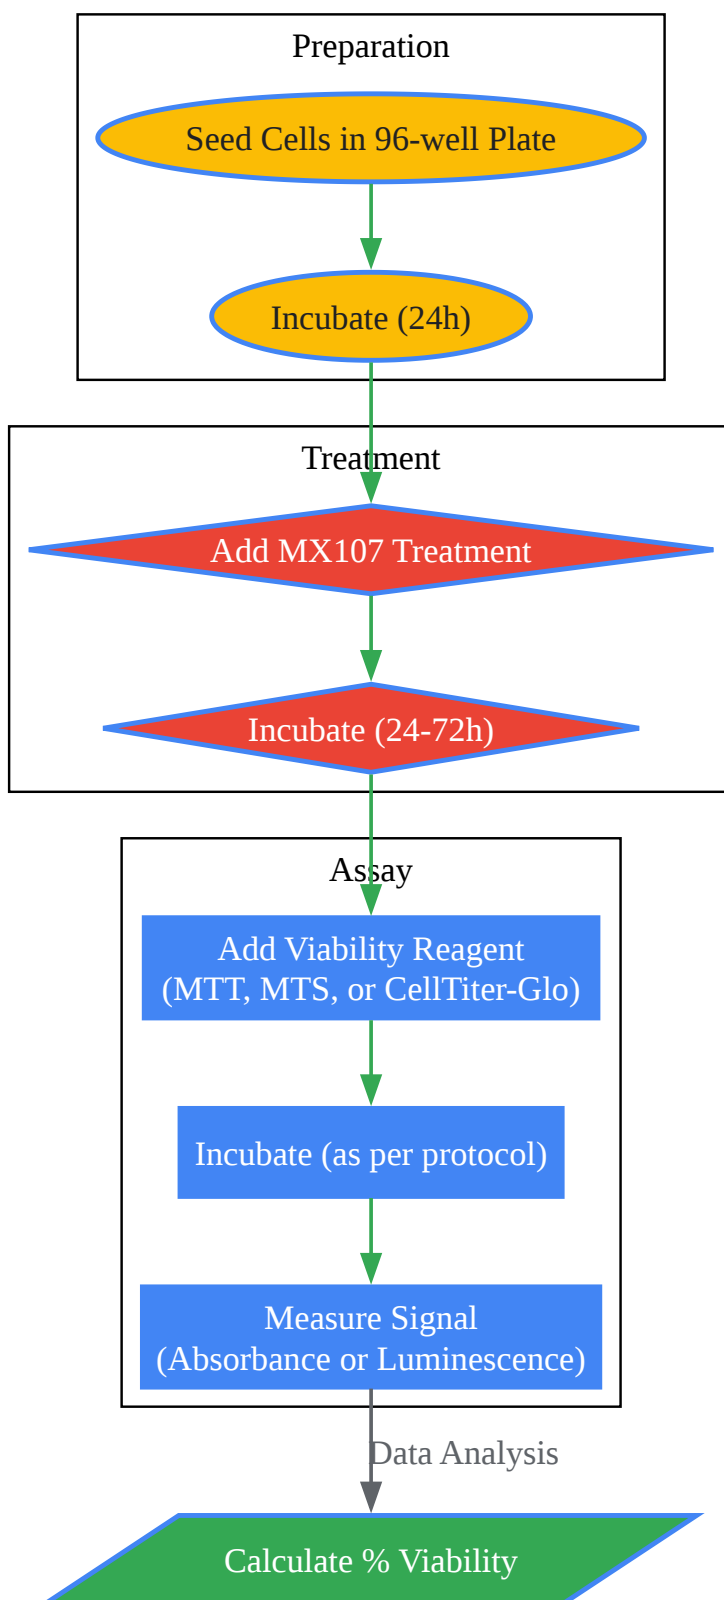 Preparation
Seed Cells in 96-well Plate
Incubate (24h)
Treatment
Add MX107 Treatment
Incubate (24-72h)
Assay
Add Viability Reagent
(MTT, MTS, or CellTiter-Glo)
Incubate (as per protocol)
Measure Signal
(Absorbance or Luminescence)
Data Analysis
Calculate % Viability